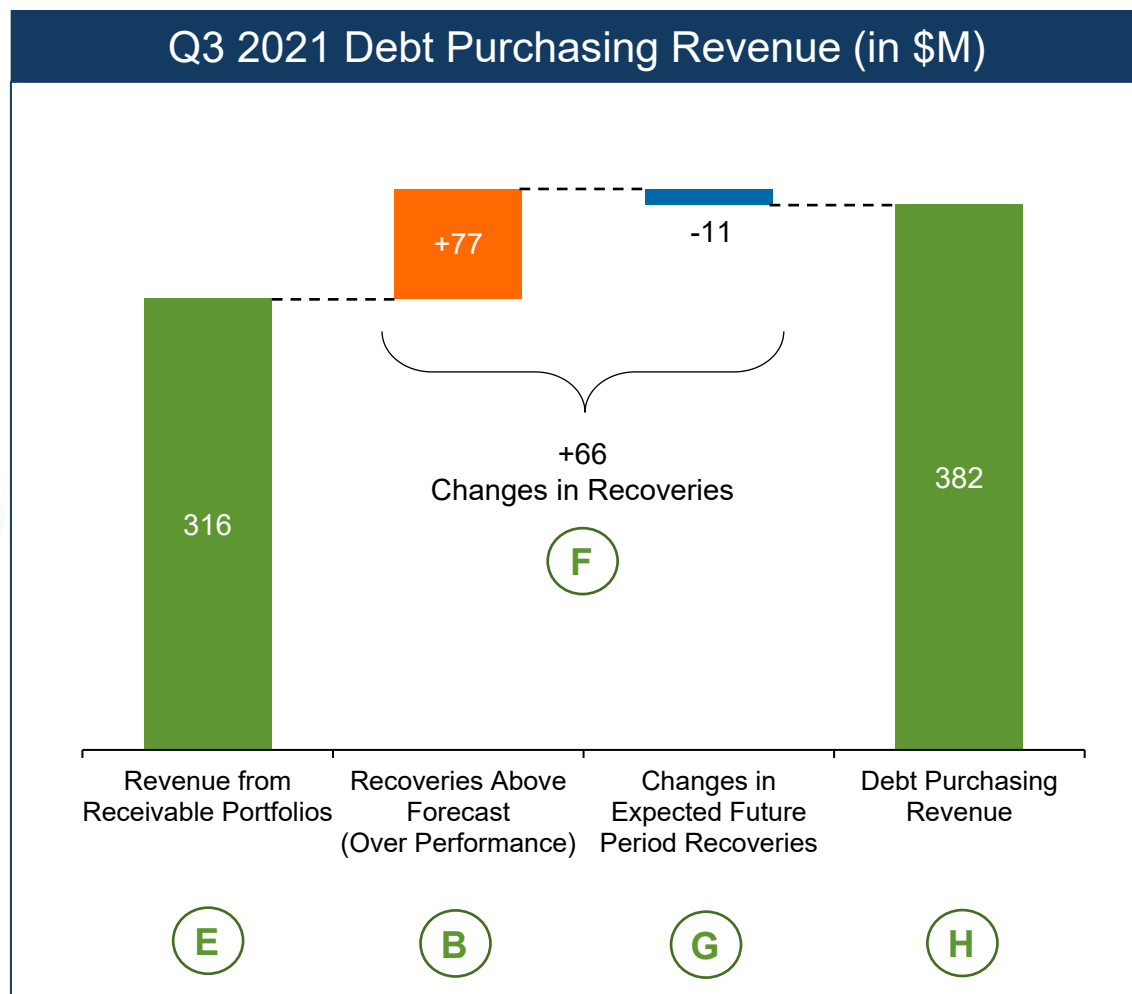 Q3 2021 Debt Purchasing Revenue (in $M)
+77
-11
+66
Changes in Recoveries
382
316
F
Revenue from
Receivable Portfolios
Recoveries Above
Forecast
(Over Performance)
Changes in
Expected Future
Period Recoveries
Debt Purchasing
Revenue
E
B
G
H